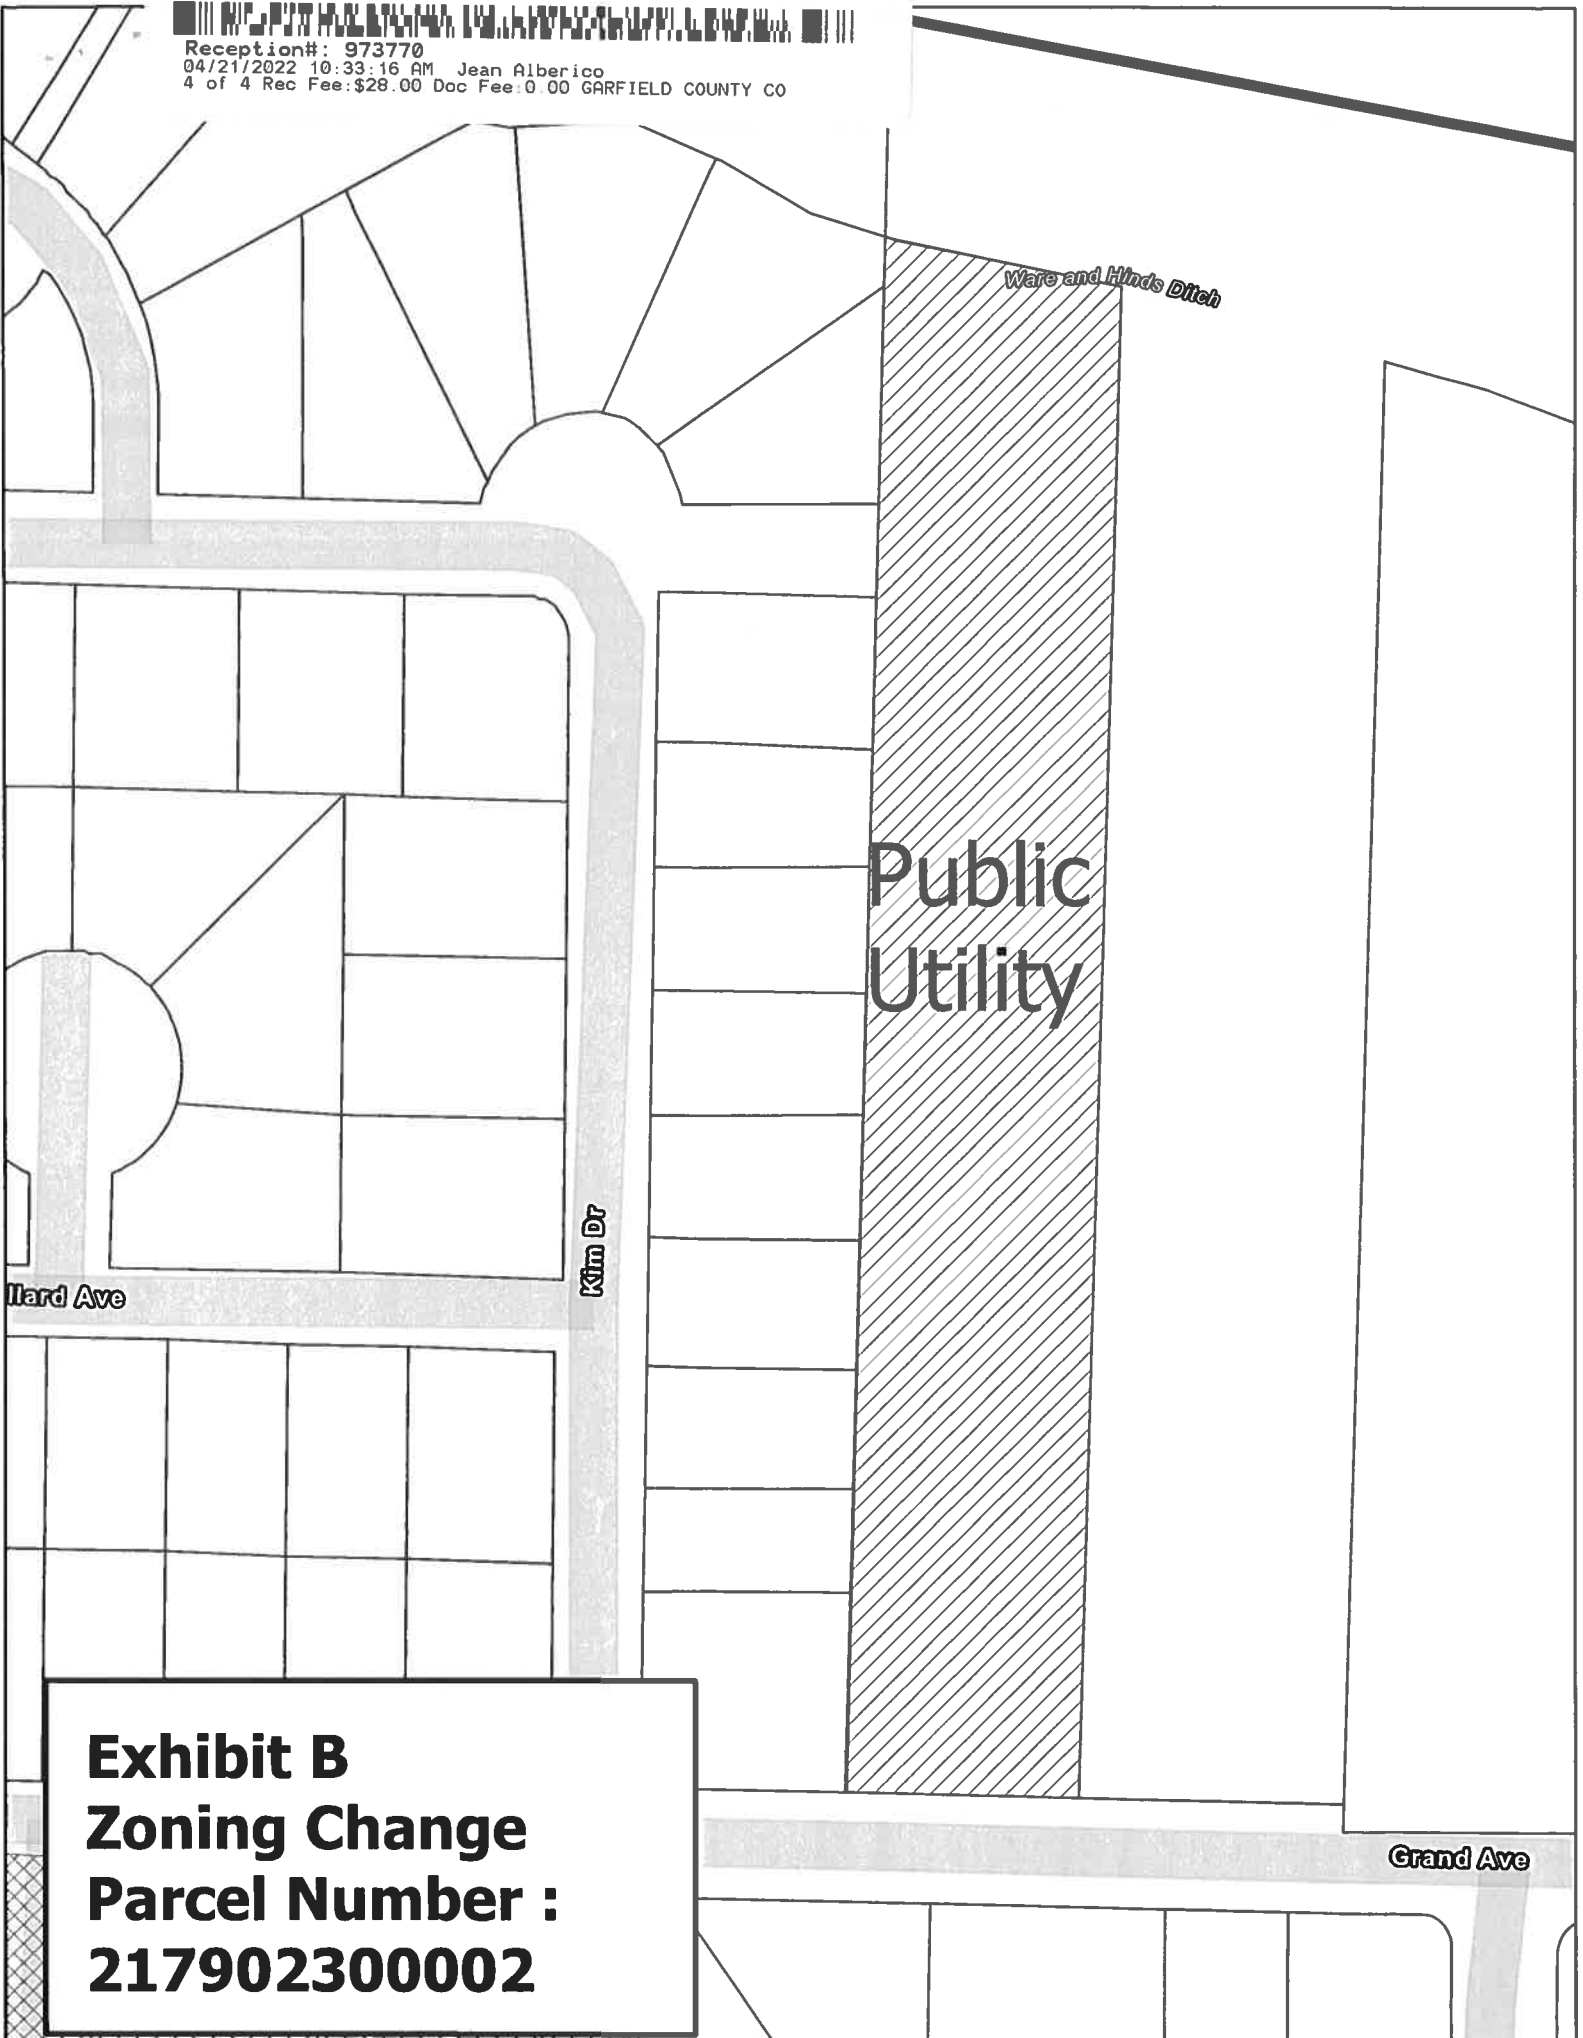 Reception#: 973770
04/21/2022 10:33:16 AM Jean Alberico
4 of 4 Rec Fee:$28.00 Doc Fee:0.00 GARFIELD COUNTY CO
Ware and Hinds Ditch
Public
Utility
Kim Dr
llard Ave
Grand Ave
Exhibit B
Zoning Change
Parcel Number :
217902300002